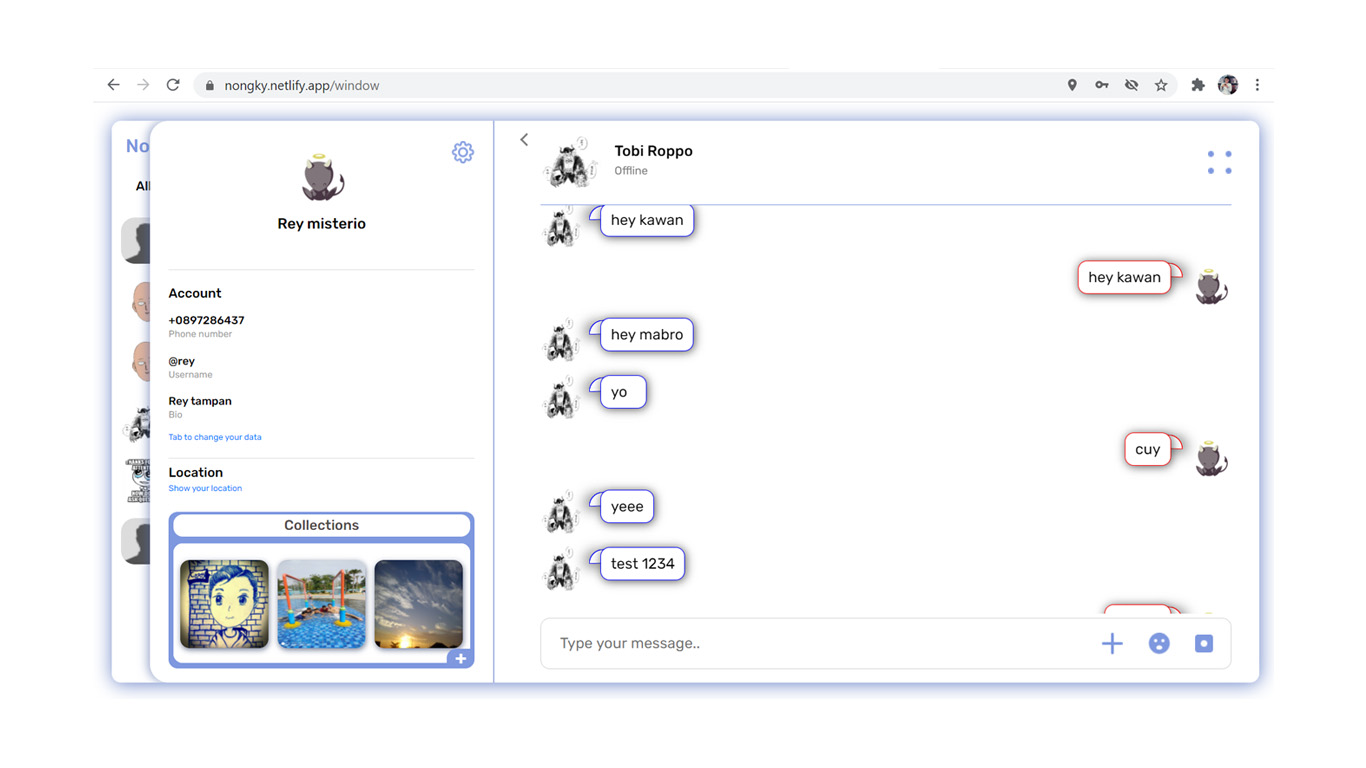 nongky.netlify.app/window
No
All
Rey misterio
Account
+0897286437
Phone number
@rey
Username
Rey tampan
Bio
Tab to change your data
Location
Show your location
Collections
Tobi Roppo
Offline
hey kawan
hey kawan
hey mabro
yo
cuy
yeee
test 1234
Type your message..